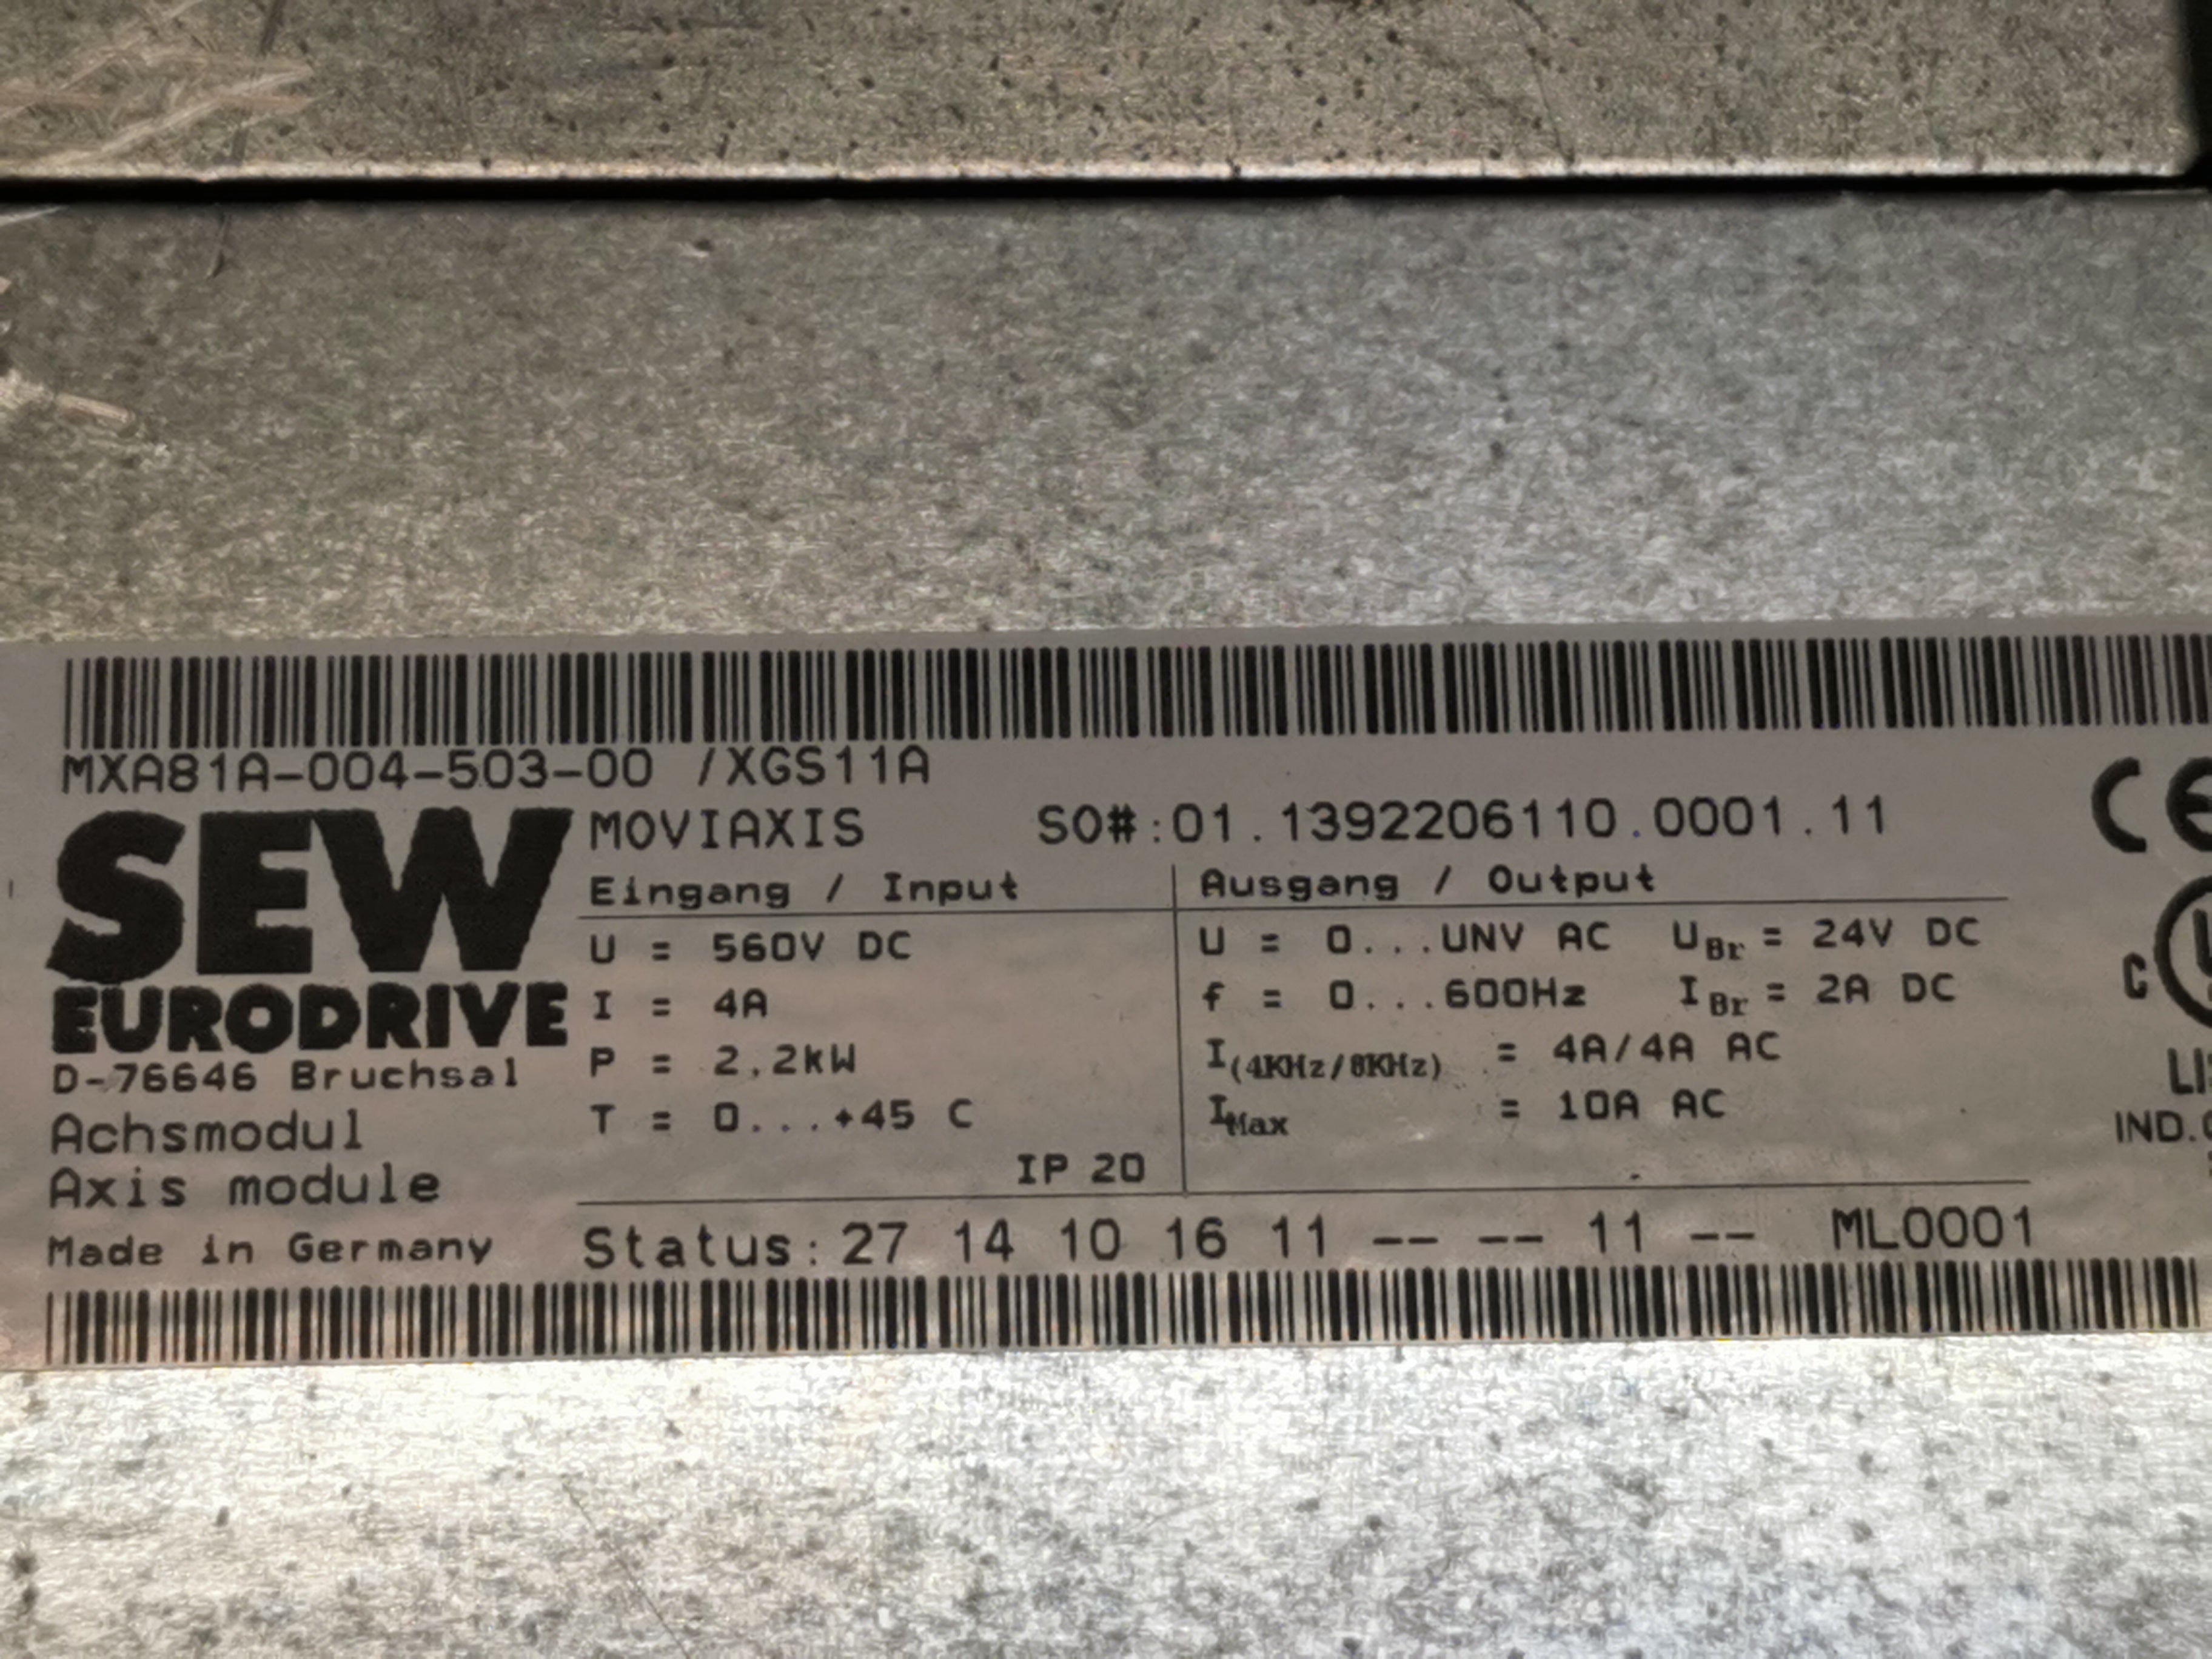 MXA81A-004-503-00 /XGS11A
SEW
EURODRIVE
D-76646 Bruchsal
Achsmodul
Axis module
Made in Germany
MOVIAXIS SO#:01.1392206110.0001.11
Eingang / Input
U = 560V DC
I = 4A
P = 2,2kW
T = 0...+45 C
IP 20
Ausgang / Output
U = 0...UNV AC UBr = 24V DC
f = 0...600Hz IBr = 2A DC
I(4KHz/8KHz) = 4A/4A AC
IMax = 10A AC
Status: 27 14 10 16 11 -- -- 11 -- ML0001
CE
C
IND.